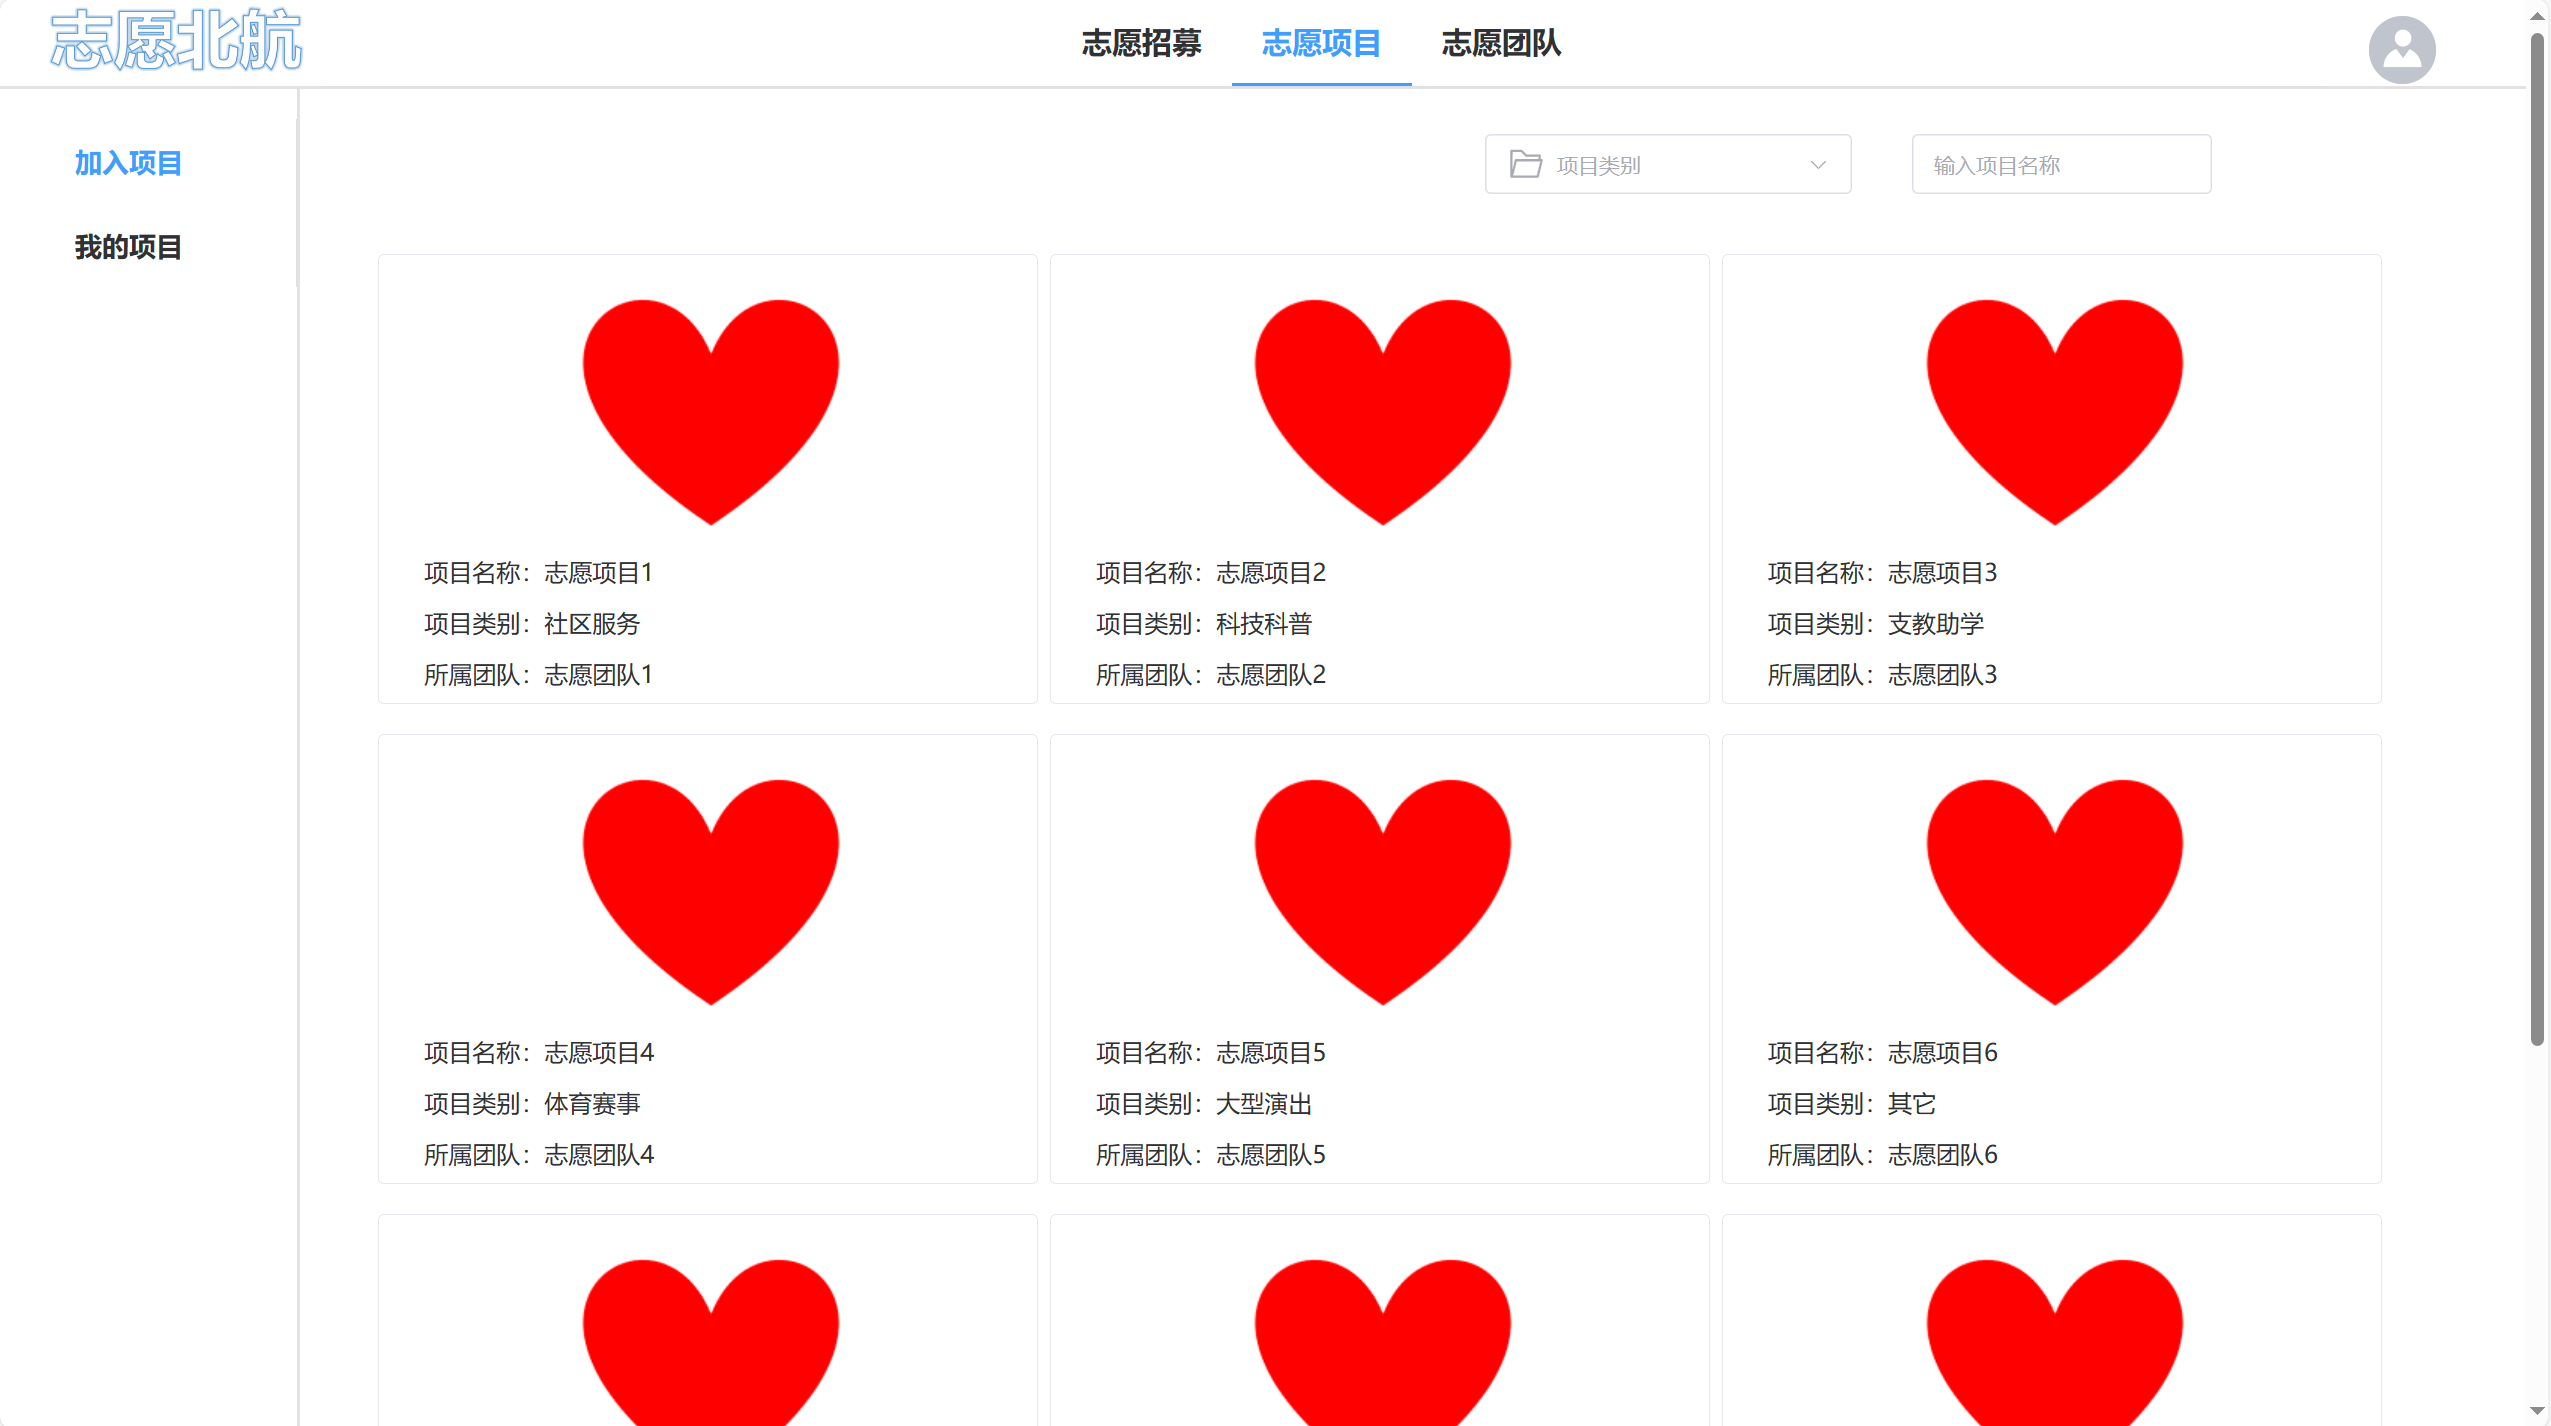 志愿北航
志愿招募 志愿项目 志愿团队
加入项目
我的项目
项目类别
输入项目名称
项目名称：志愿项目1
项目类别：社区服务
所属团队：志愿团队1
项目名称：志愿项目2
项目类别：科技科普
所属团队：志愿团队2
项目名称：志愿项目3
项目类别：支教助学
所属团队：志愿团队3
项目名称：志愿项目4
项目类别：体育赛事
所属团队：志愿团队4
项目名称：志愿项目5
项目类别：大型演出
所属团队：志愿团队5
项目名称：志愿项目6
项目类别：其它
所属团队：志愿团队6